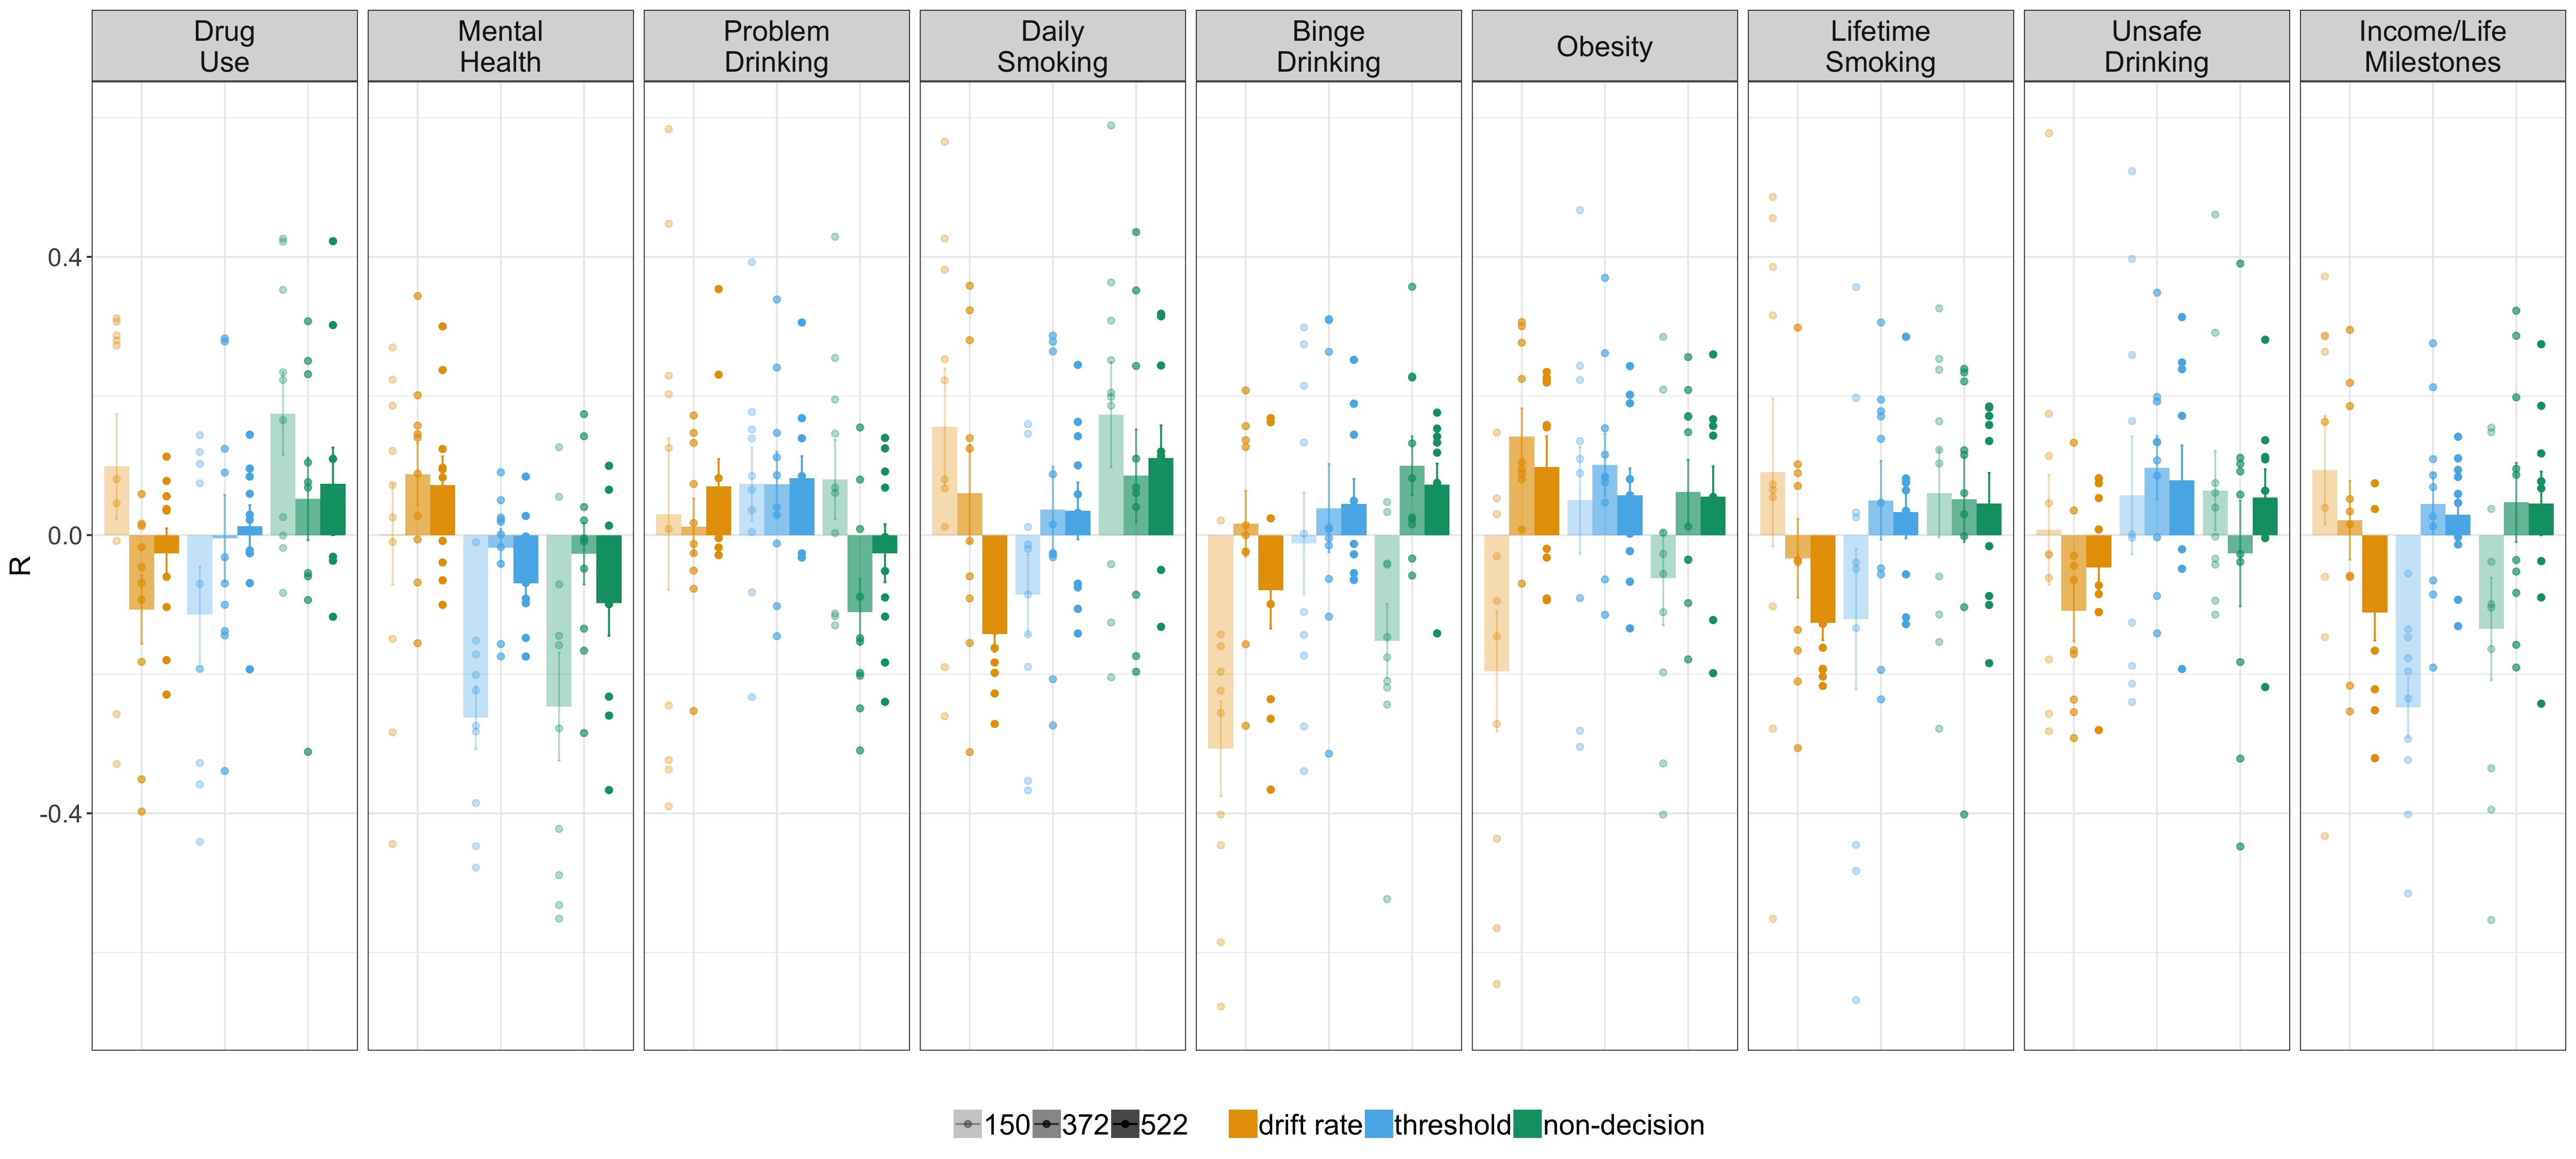 Drug
Use
Mental
Health
Problem
Drinking
Daily
Smoking
Binge
Drinking
Obesity
Lifetime
Smoking
Unsafe
Drinking
Income/Life
Milestones
0.4
0.0
-0.4
R
150 372 522 drift rate threshold non-decision